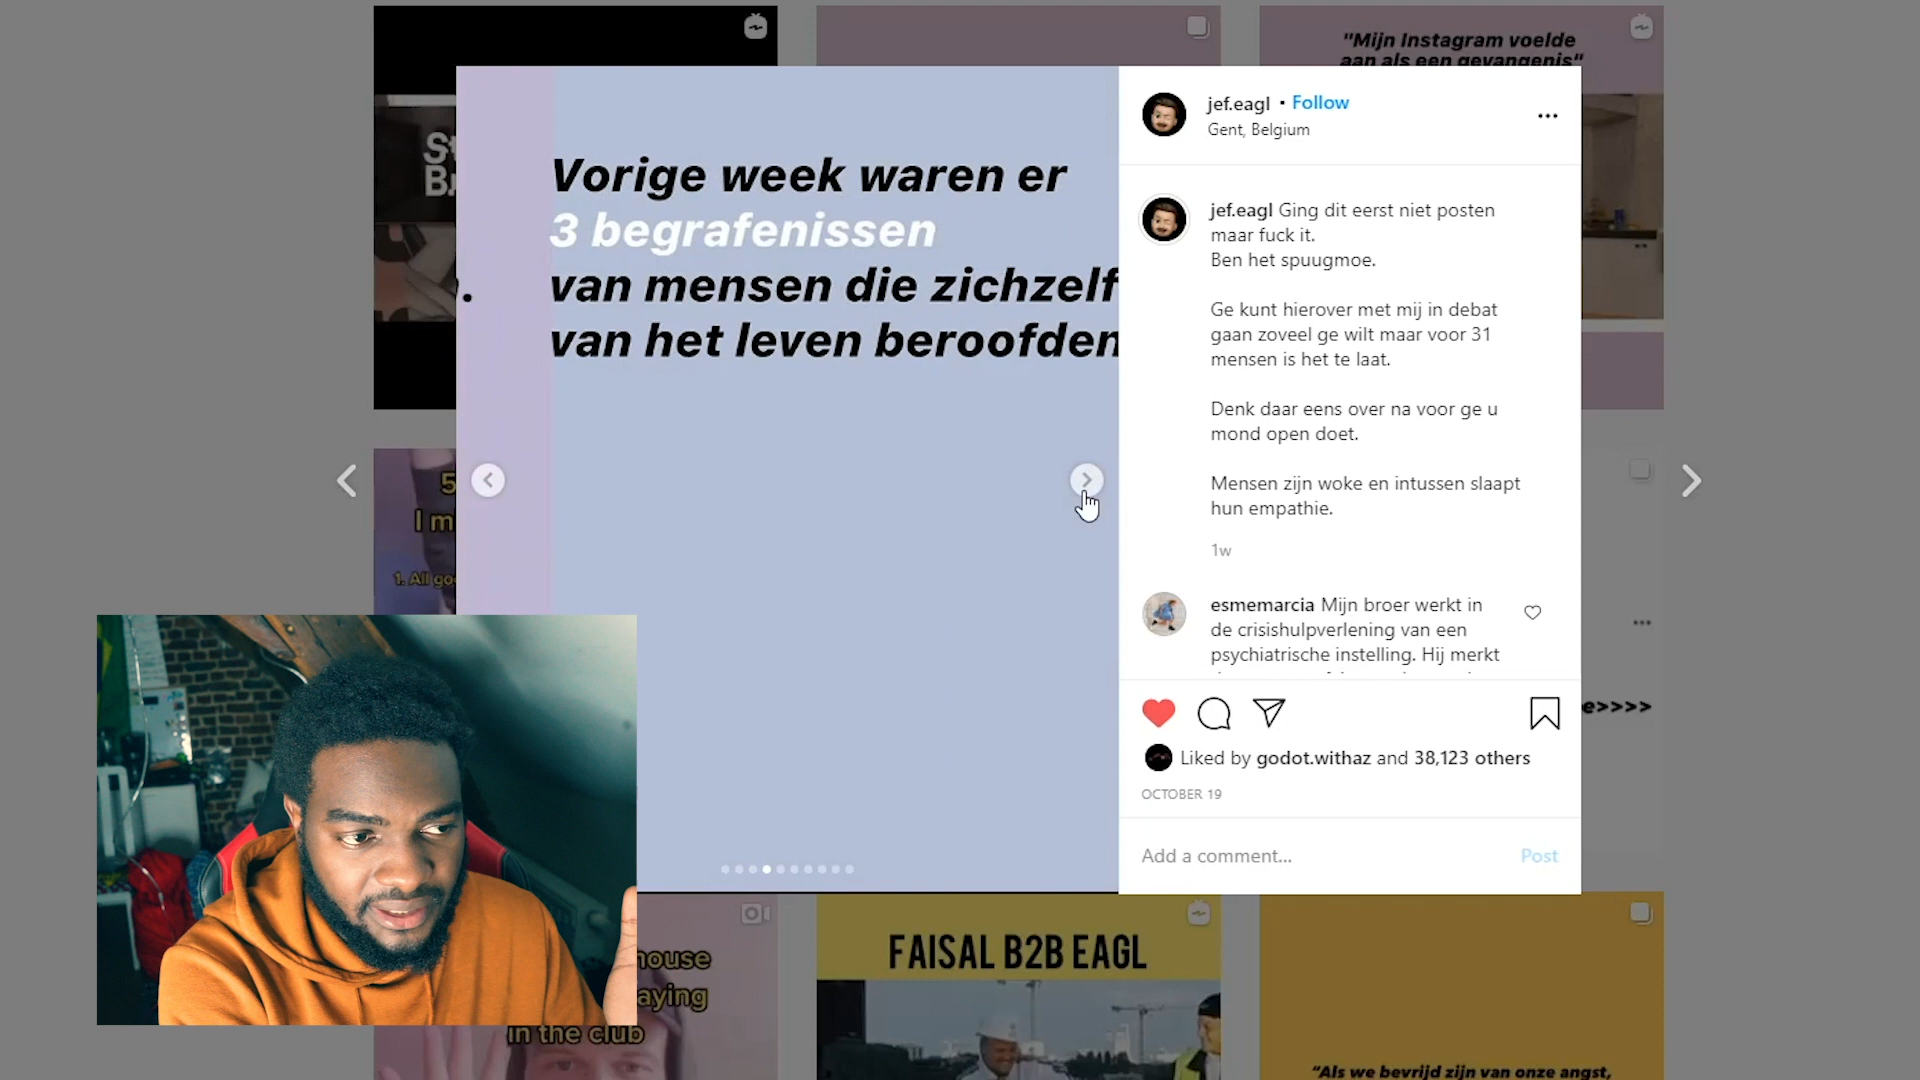 "Mijn Instagram voelde
aan als een gevangenis"
Vorige week waren er
3 begrafenissen
van mensen die zichzelf
van het leven beroofden
jef.eagl • Follow
Gent, Belgium
jef.eagl Ging dit eerst niet posten
maar fuck it.
Ben het spuugmoe.
Ge kunt hierover met mij in debat
gaan zoveel ge wilt maar voor 31
mensen is het te laat.
Denk daar eens over na voor ge u
mond open doet.
Mensen zijn woke en intussen slaapt
hun empathie.
1w
esmemarcia Mijn broer werkt in
de crisishulpverlening van een
psychiatrische instelling. Hij merkt
Liked by godot.withaz and 38,123 others
OCTOBER 19
Add a comment... Post
5
I m
1. All go
e>>>>
house
aying
in the club
FAISAL B2B EAGL
"Als we bevrijd zijn van onze angst,